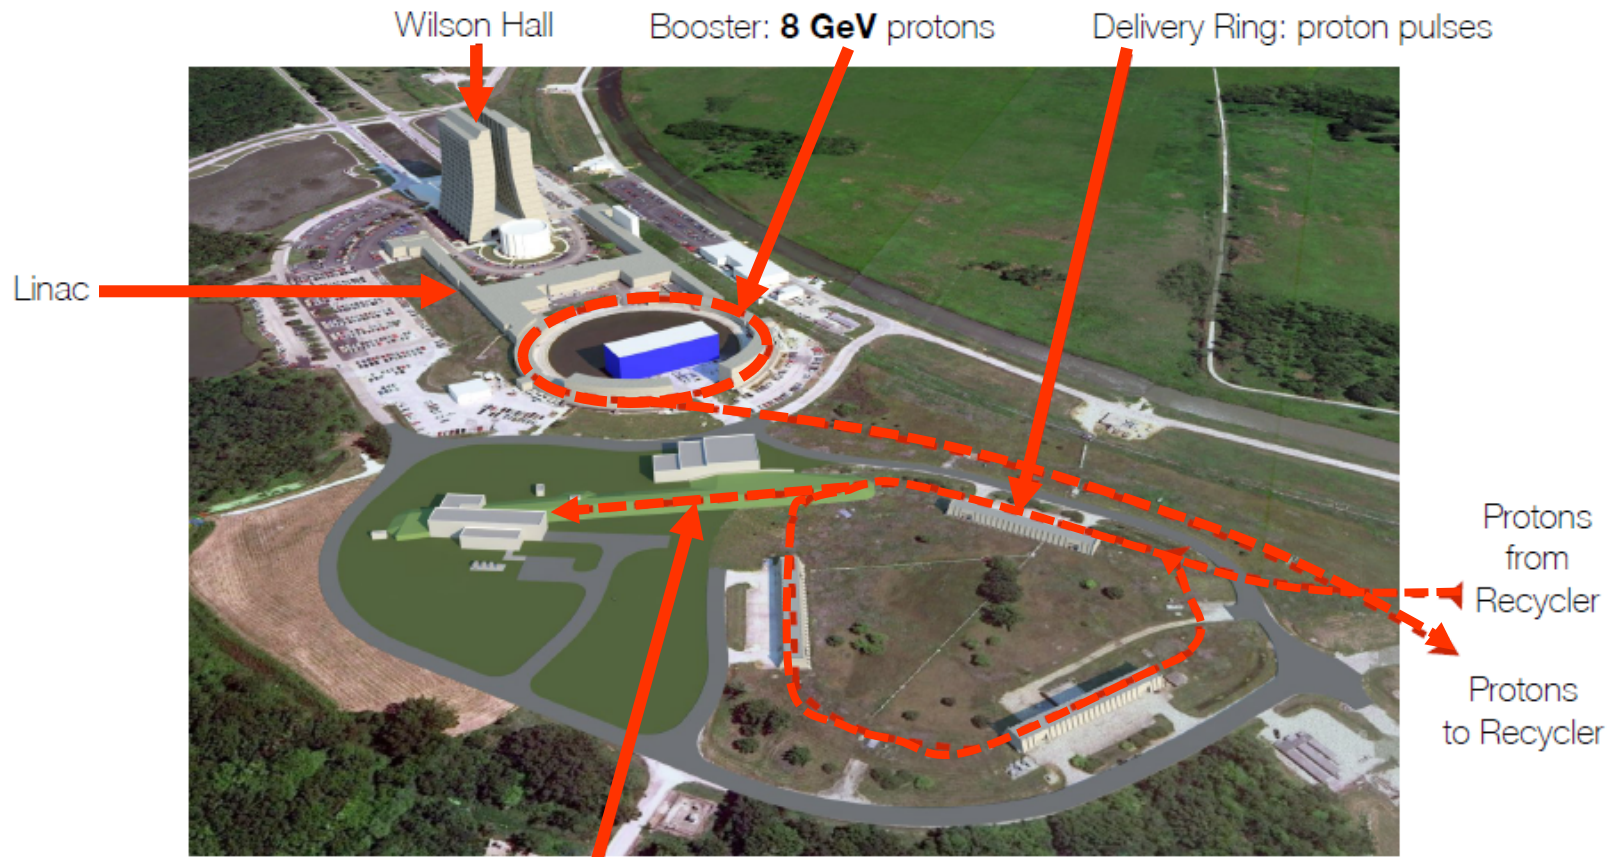 Wilson Hall
Booster: 8 GeV protons
Delivery Ring: proton pulses
Linac
Protons
from
Recycler
Protons
to Recycler